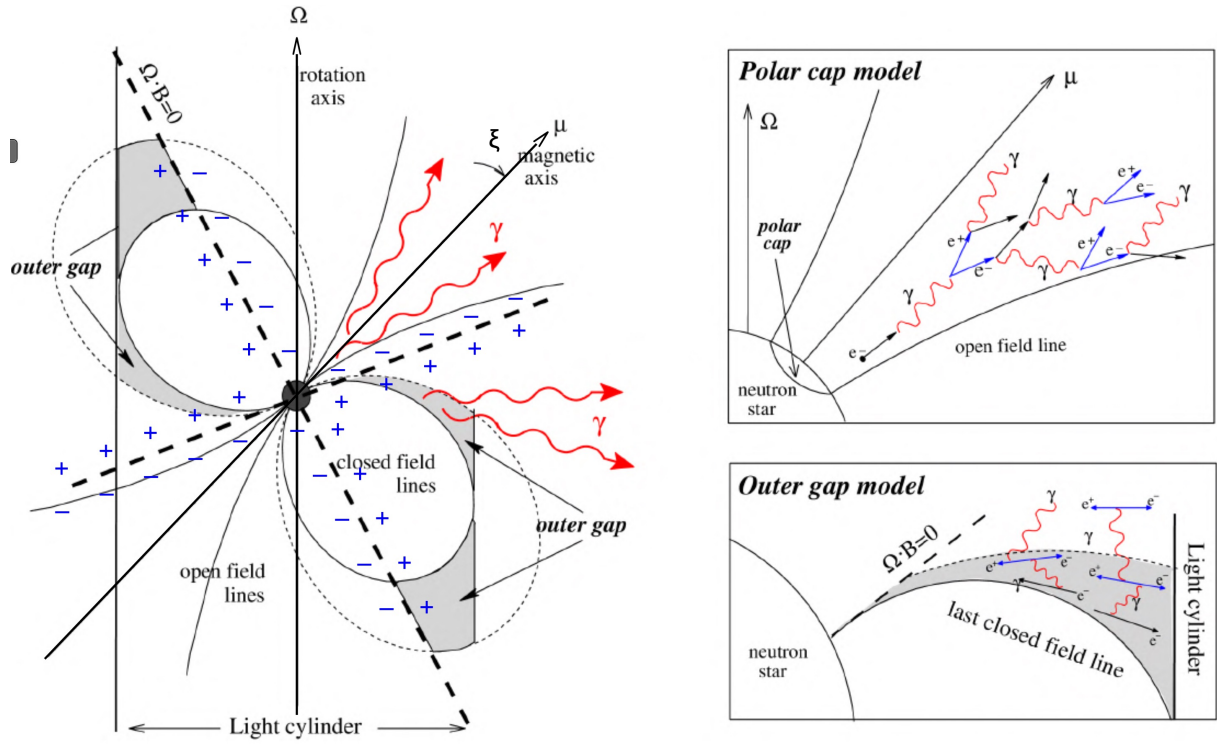 Ω
rotation
axis
Ω·B=0
ξ
μ
magnetic
axis
γ
outer gap
γ
closed field
lines
outer gap
open field
lines
Light cylinder
+ − + − + − + − + −
− + − + − + − + − +
+ + + + + +
− − − − − −
− − − − − −
+ + + + + +
Polar cap model
Ω
μ
polar
cap
γ
γ
e+
e−
γ
e+
e−
γ
e+
e−
γ
e−
open field line
neutron
star
Outer gap model
Ω·B=0
γ
e+
e−
γ
e+
e−
e+
e−
γ
e−
γ
e−
last closed field line
Light cylinder
neutron
star